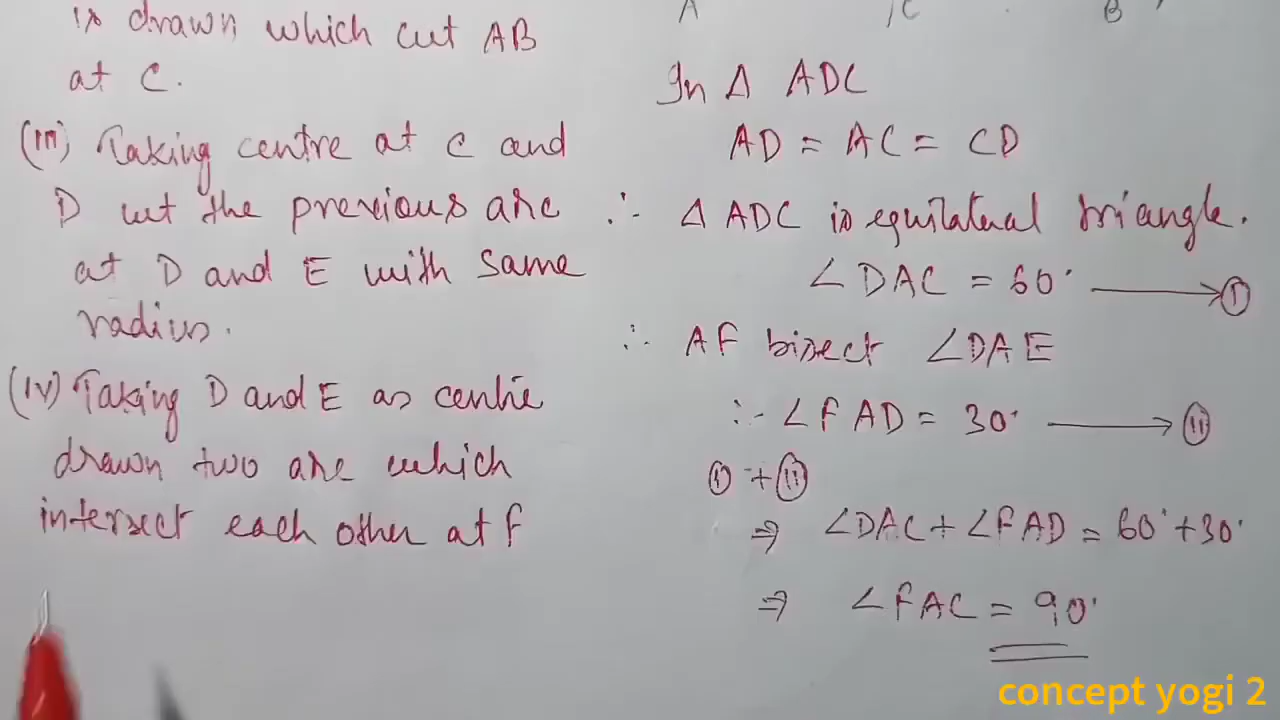 is drawn which cut AB
at C.
(III) Taking centre at C and
D cut the previous arc
at D and E with same
radius.
(IV) Taking D and E as centre
drawn two arc which
intersect each other at F
A C B
In Δ ADC
AD = AC = CD
∴ Δ ADC is equilateral triangle.
∠DAC = 60° → (i)
∴ AF bisect ∠DAE
∴ ∠FAD = 30° → (ii)
(i) + (ii)
⇒ ∠DAC + ∠FAD = 60° + 30°
⇒ ∠FAC = 90°
concept yogi 2